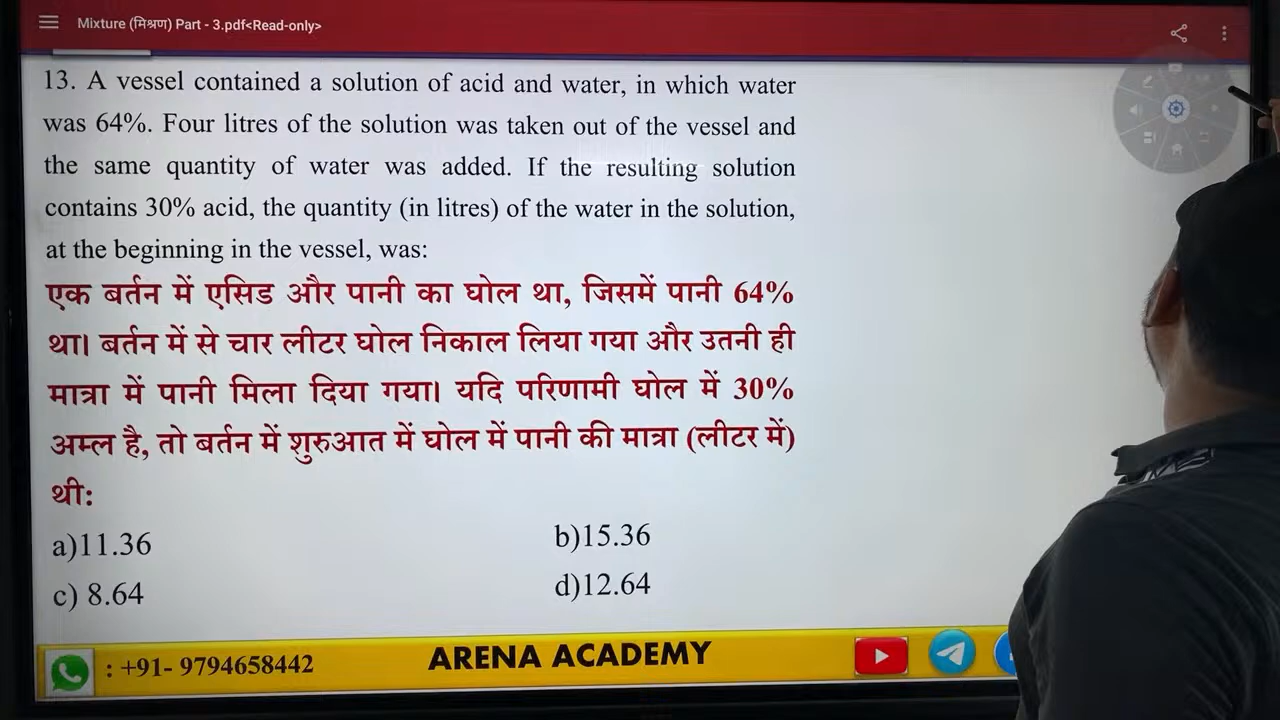 Mixture (मिश्रण) Part - 3.pdf<Read-only>
13. A vessel contained a solution of acid and water, in which water
was 64%. Four litres of the solution was taken out of the vessel and
the same quantity of water was added. If the resulting solution
contains 30% acid, the quantity (in litres) of the water in the solution,
at the beginning in the vessel, was:
एक बर्तन में एसिड और पानी का घोल था, जिसमें पानी 64%
था। बर्तन में से चार लीटर घोल निकाल लिया गया और उतनी ही
मात्रा में पानी मिला दिया गया। यदि परिणामी घोल में 30%
अम्ल है, तो बर्तन में शुरुआत में घोल में पानी की मात्रा (लीटर में)
थी:
a)11.36 b)15.36
c) 8.64 d)12.64
: +91- 9794658442 ARENA ACADEMY